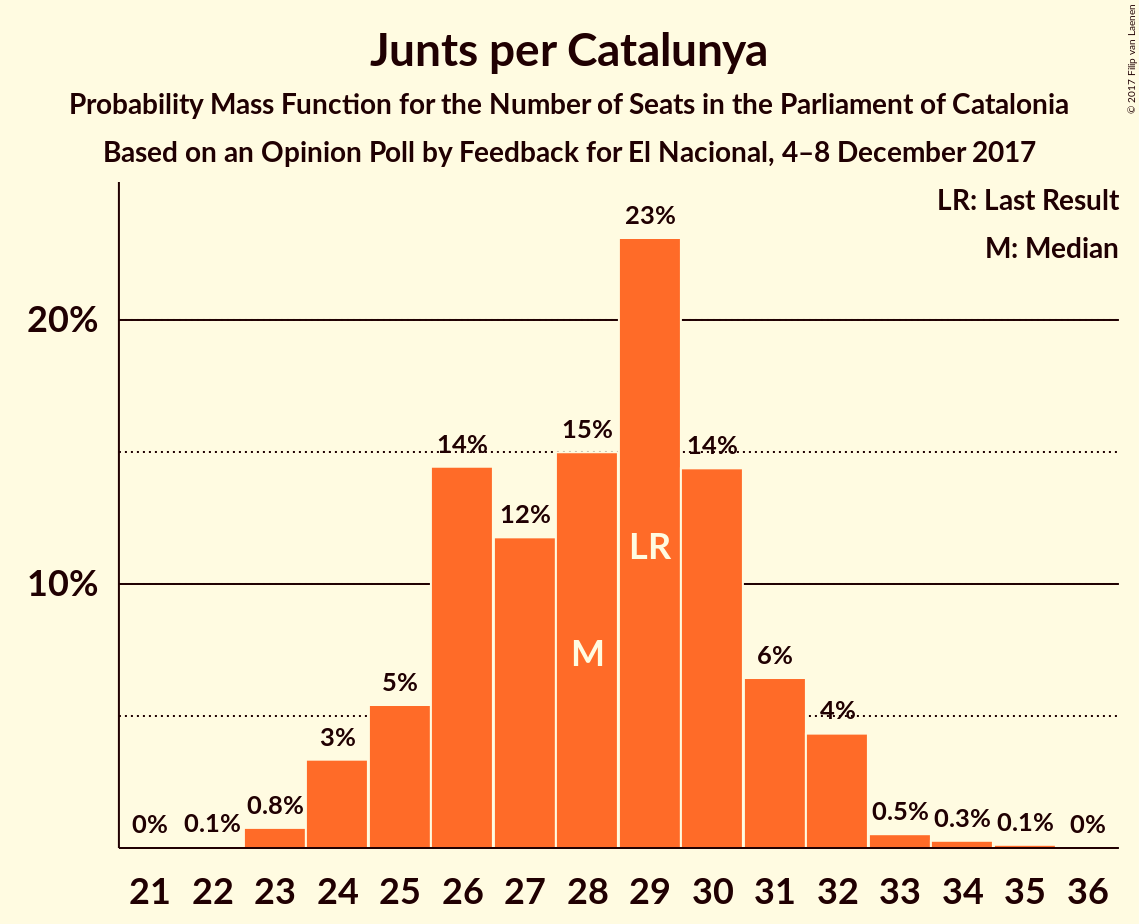 Junts per Catalunya
Probability Mass Function for the Number of Seats in the Parliament of Catalonia
Based on an Opinion Poll by Feedback for El Nacional, 4–8 December 2017
© 2017 Filip van Laenen
LR: Last Result
M: Median
20%
10%
0% 0.1% 0.8% 3% 5% 14% 12% 15% 23% 14% 6% 4% 0.5% 0.3% 0.1% 0%
LR
M
21 22 23 24 25 26 27 28 29 30 31 32 33 34 35 36